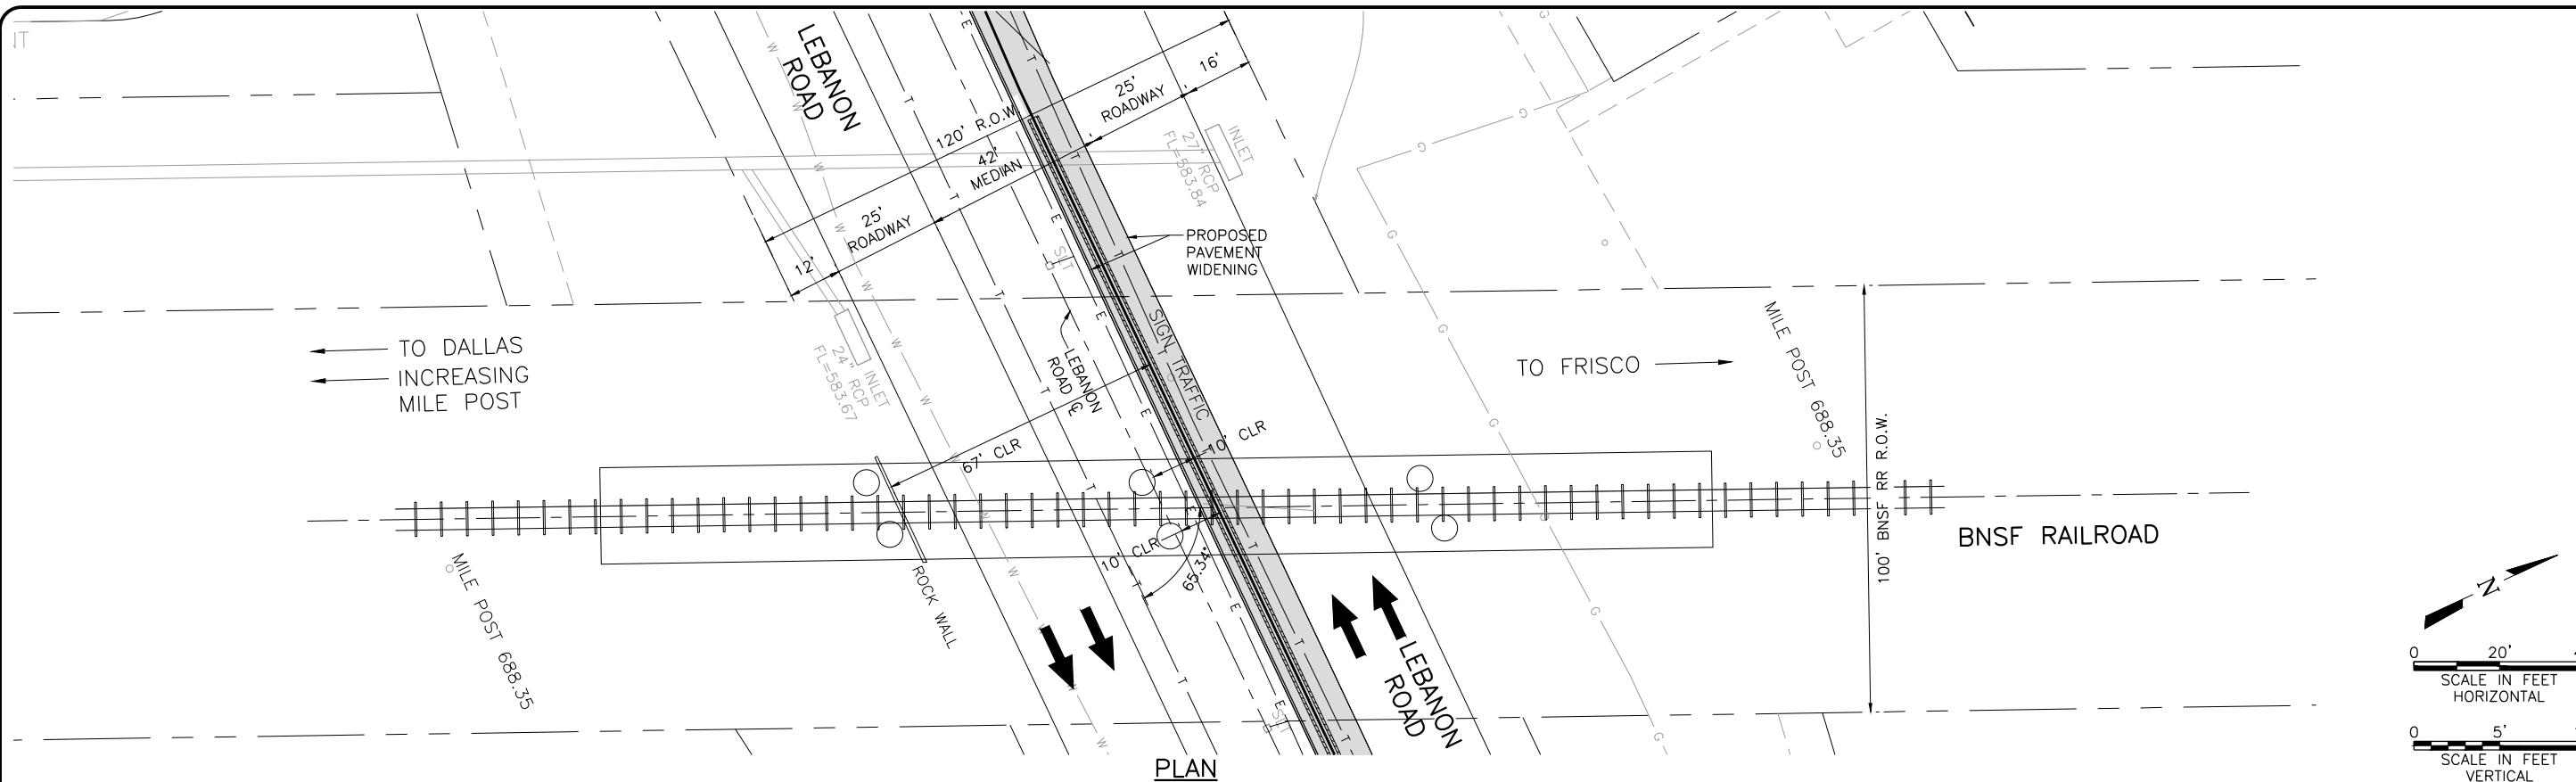 LEBANON
ROAD
16'
25'
ROADWAY
120' R.O.W.
42'
MEDIAN
25'
ROADWAY
12'
INLET
27" RCP
FL=583.84
PROPOSED
PAVEMENT
WIDENING
INLET
24" RCP
FL=583.67
TO DALLAS
INCREASING
MILE POST
LEBANON
ROAD ℄
SIGN TRAFFIC
TO FRISCO
MILE POST 688.35
67' CLR
10' CLR
10' CLR
65.34°
100' BNSF RR R.O.W.
BNSF RAILROAD
MILE POST 688.35
ROCK WALL
LEBANON
ROAD
N
0 20'
SCALE IN FEET
HORIZONTAL
0 5'
SCALE IN FEET
VERTICAL
PLAN